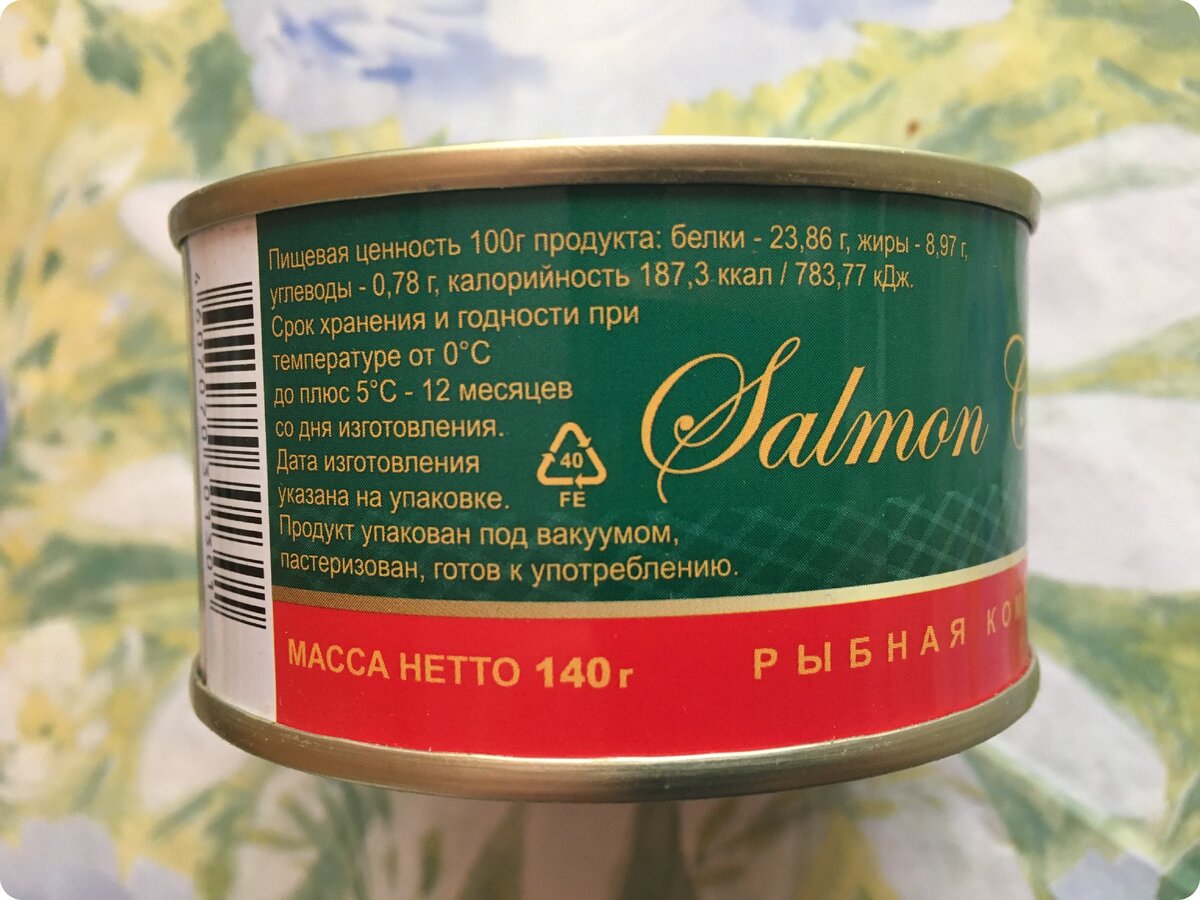 Пищевая ценность 100г продукта: белки - 23,86 г, жиры - 8,97 г,
углеводы - 0,78 г, калорийность 187,3 ккал / 783,77 кДж.
Срок хранения и годности при
температуре от 0°С
до плюс 5°С - 12 месяцев
со дня изготовления.
Дата изготовления
указана на упаковке.
Продукт упакован под вакуумом,
пастеризован, готов к употреблению.
40
FE
Salmon
МАССА НЕТТО 140 г
РЫБНАЯ